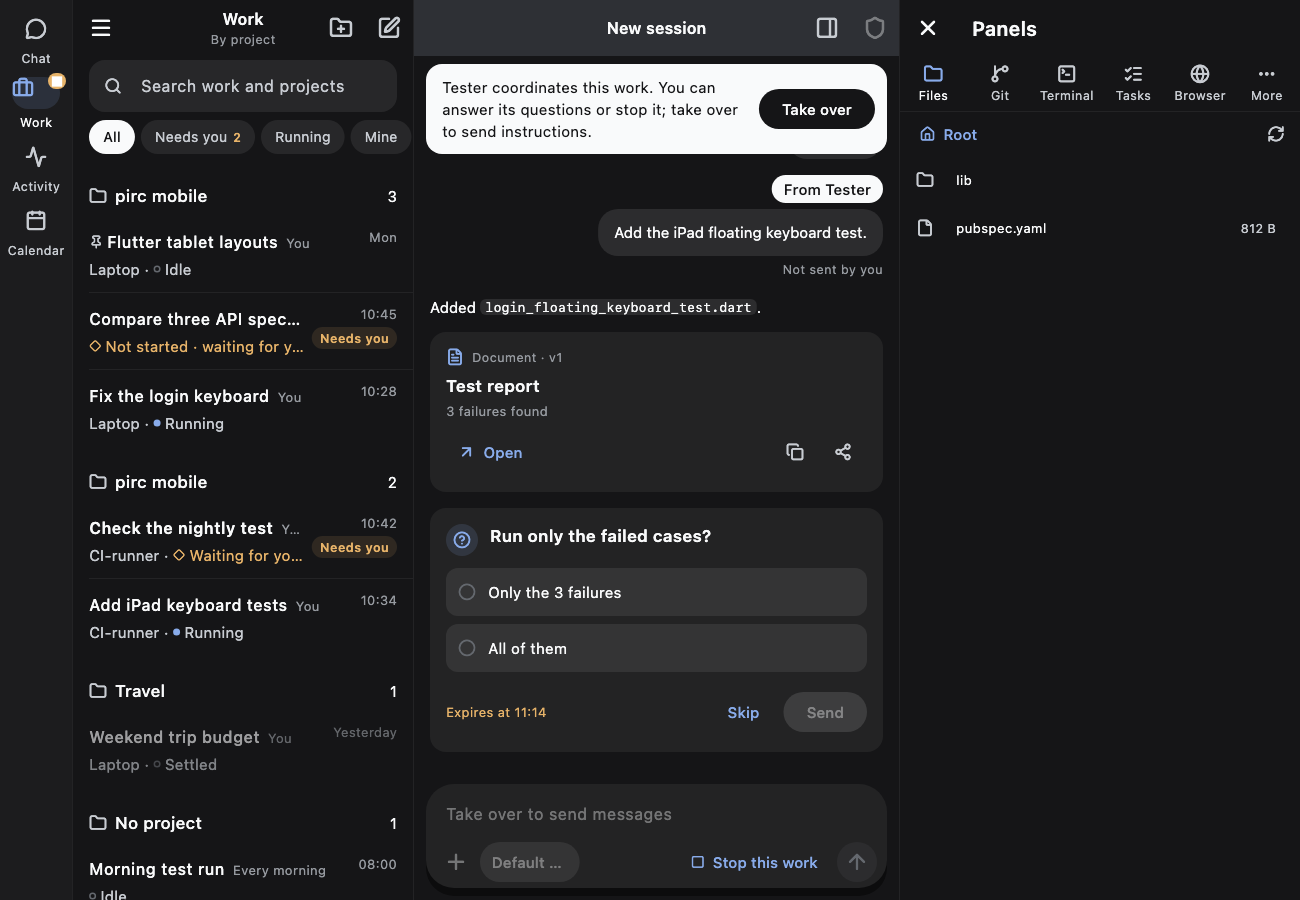 Chat
Work
Activity
Calendar
Work
By project
Search work and projects
All
Needs you 2
Running
Mine
pirc mobile
3
Flutter tablet layouts You
Mon
Laptop · Idle
Compare three API spec...
10:45
Not started · waiting for y...
Needs you
Fix the login keyboard You
10:28
Laptop · Running
pirc mobile
2
Check the nightly test Y...
10:42
CI-runner · Waiting for yo...
Needs you
Add iPad keyboard tests You
10:34
CI-runner · Running
Travel
1
Weekend trip budget You
Yesterday
Laptop · Settled
No project
1
Morning test run Every morning
08:00
Idle
New session
Tester coordinates this work. You can
answer its questions or stop it; take over
to send instructions.
Take over
From Tester
Add the iPad floating keyboard test.
Not sent by you
Added login_floating_keyboard_test.dart.
Document · v1
Test report
3 failures found
Open
Run only the failed cases?
Only the 3 failures
All of them
Expires at 11:14
Skip
Send
Take over to send messages
Default ...
Stop this work
Panels
Files
Git
Terminal
Tasks
Browser
More
Root
lib
pubspec.yaml
812 B